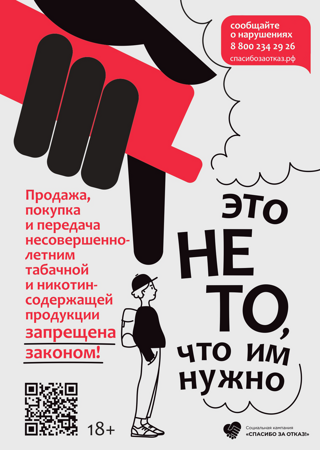 сообщайте
о нарушениях
8 800 234 29 26
спасибозаотказ.рф
Продажа,
покупка
и передача
несовершенно-
летним
табачной
и никотин-
содержащей
продукции
запрещена
законом!
это
НЕ
ТО,
что им
нужно
18+
Социальная кампания
«СПАСИБО ЗА ОТКАЗ!»